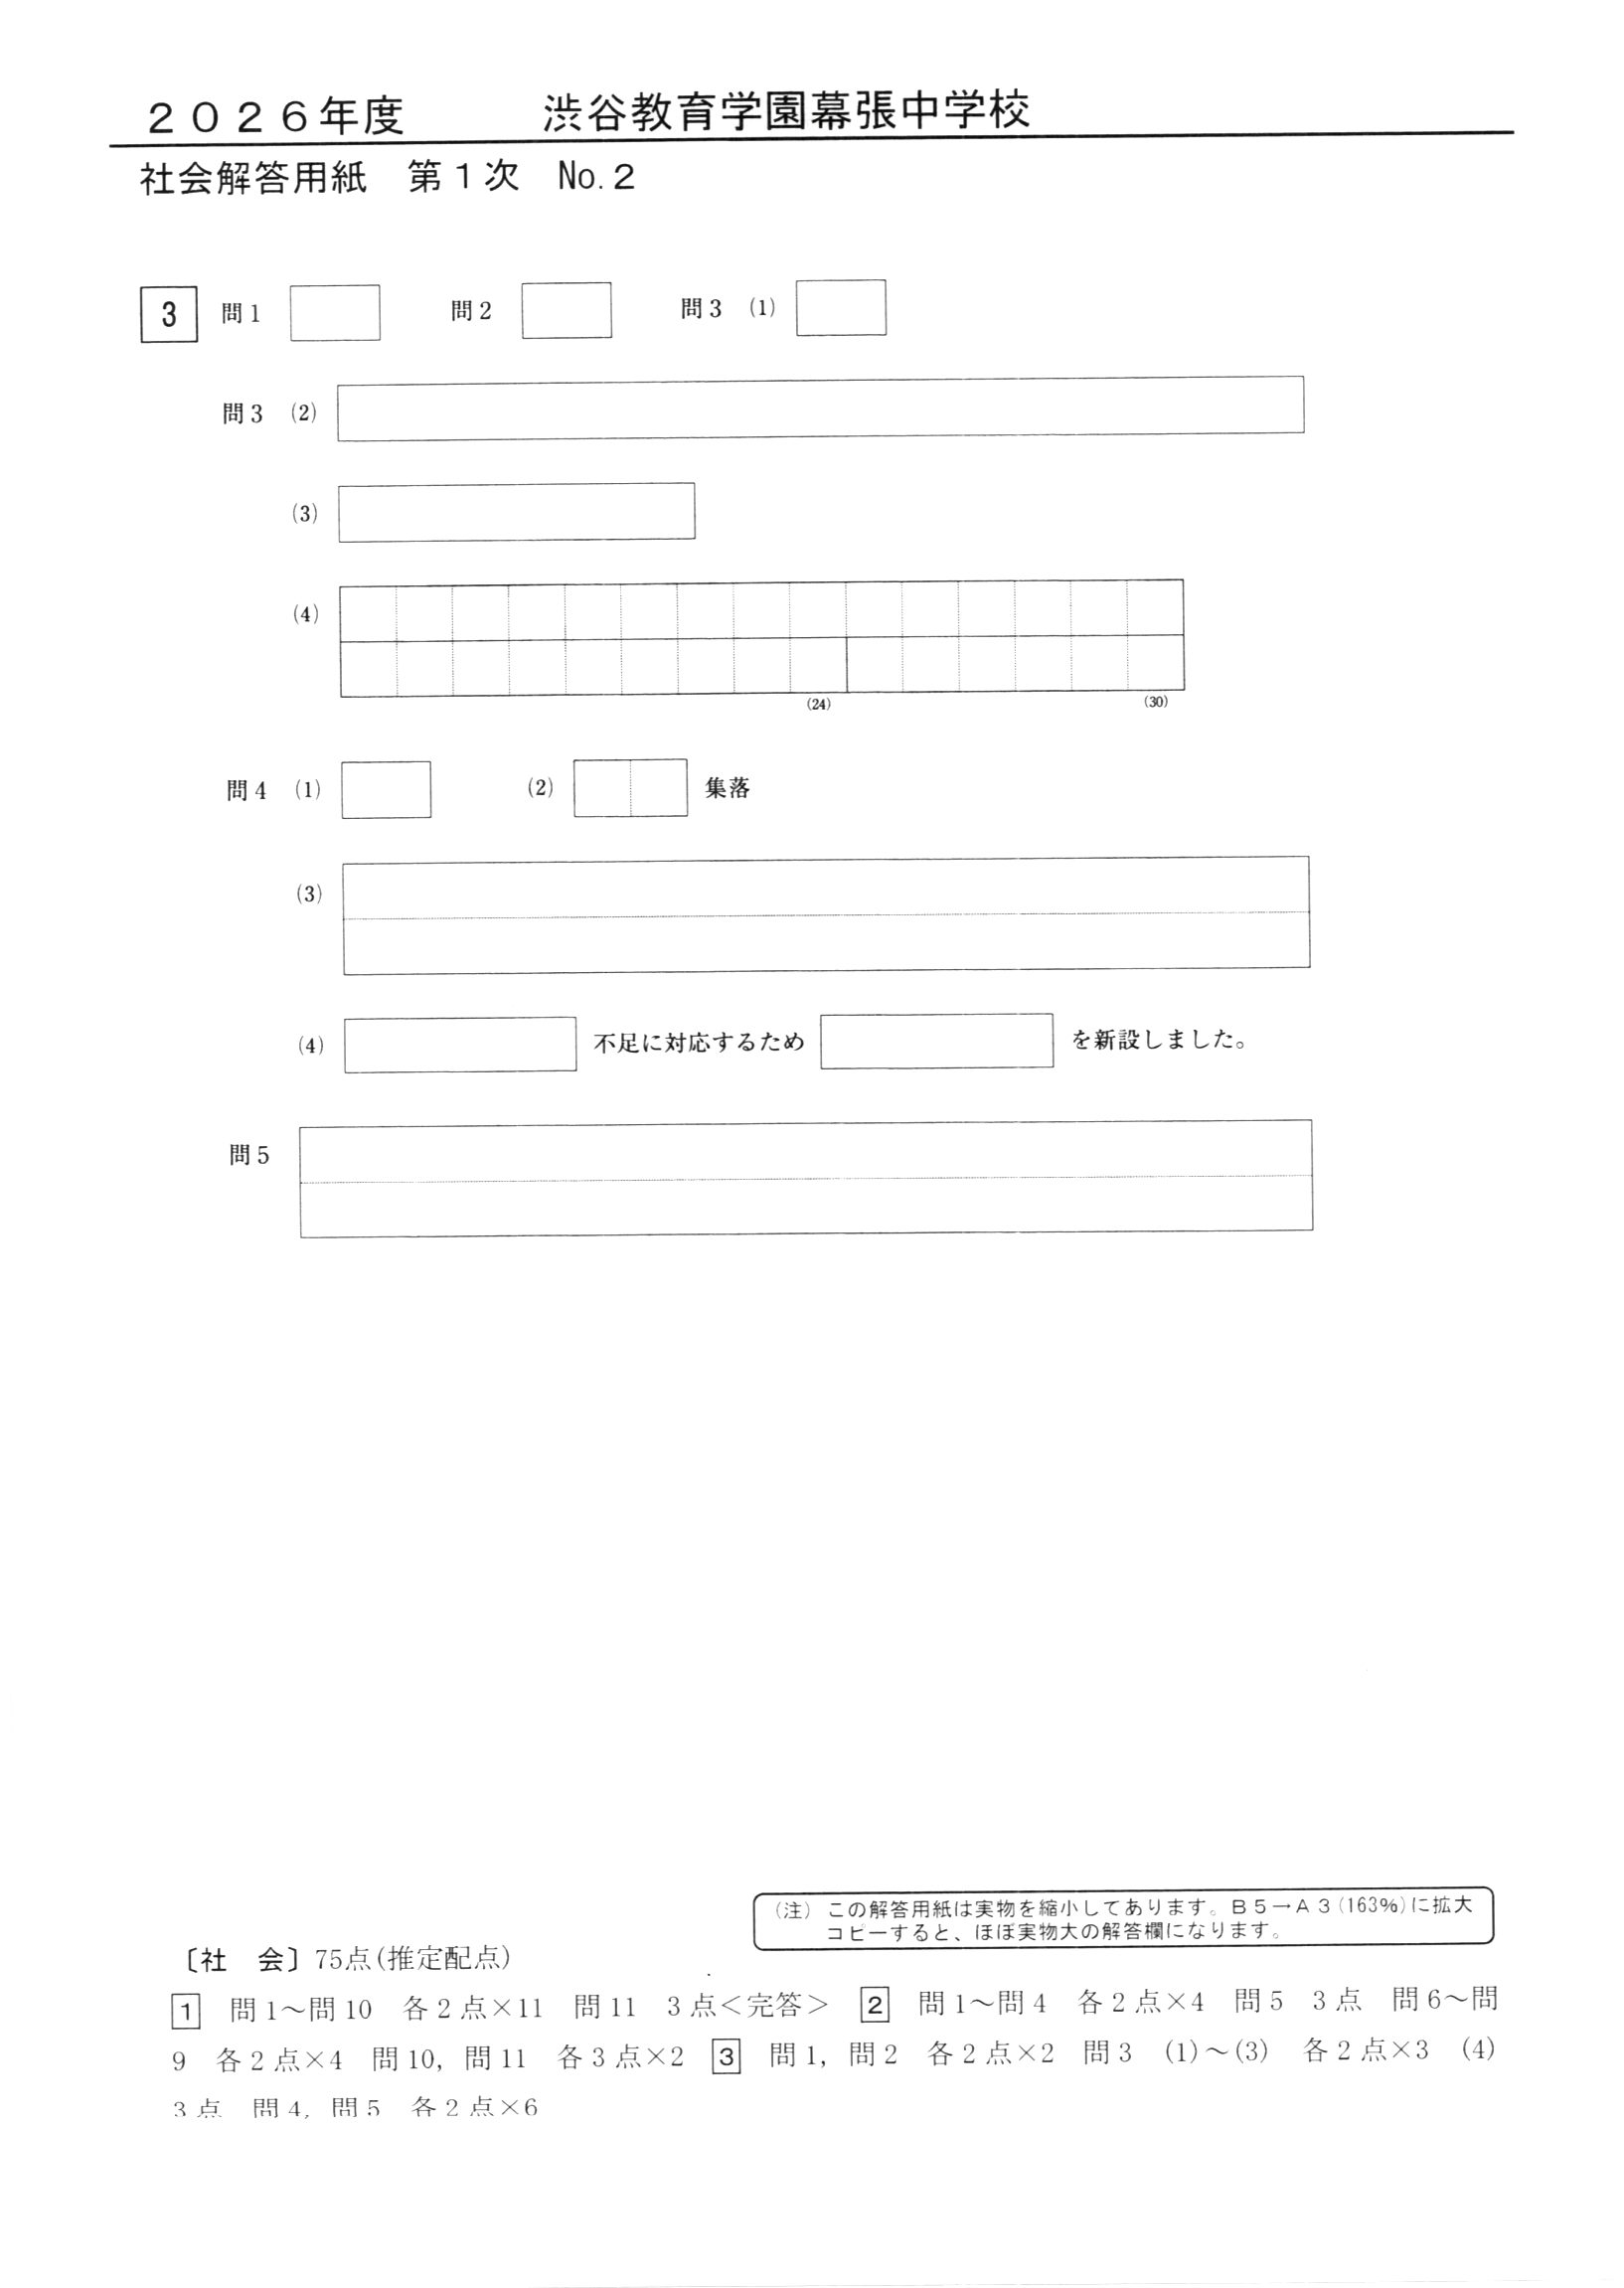 ２０２６年度　渋谷教育学園幕張中学校
社会解答用紙　第１次　No.２
3　問1　問2　問3　(1)
問3　(2)
(3)
(4)
(24)　(30)
問4　(1)　(2)　集落
(3)
(4)　不足に対応するため　を新設しました。
問5
（注）この解答用紙は実物を縮小してあります。Ｂ５→Ａ３(163%)に拡大
コピーすると、ほぼ実物大の解答欄になります。
〔社　会〕75点(推定配点)
1　問1～問10　各2点×11　問11　3点＜完答＞　2　問1～問4　各2点×4　問5　3点　問6～問
9　各2点×4　問10, 問11　各3点×2　3　問1, 問2　各2点×2　問3　(1)～(3)　各2点×3　(4)
3点　問4, 問5　各2点×6